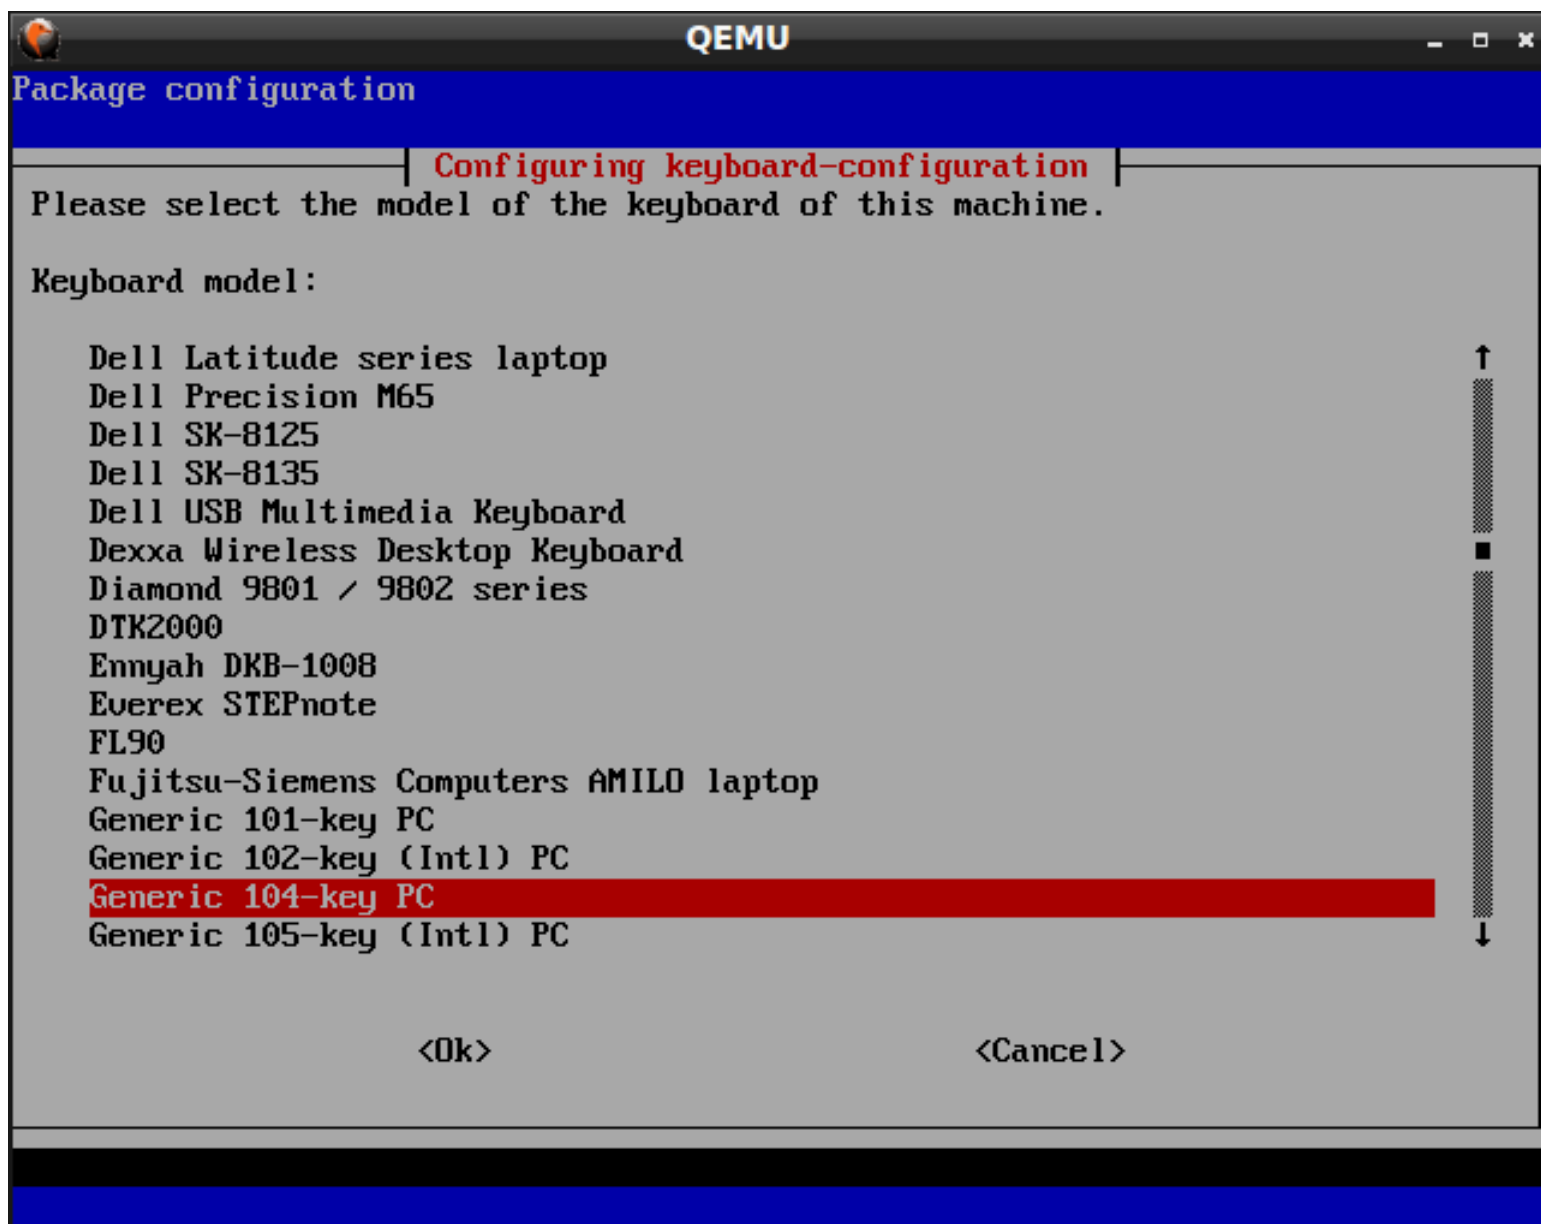 QEMU
Package configuration
Configuring keyboard-configuration
Please select the model of the keyboard of this machine.
Keyboard model:
Dell Latitude series laptop
Dell Precision M65
Dell SK-8125
Dell SK-8135
Dell USB Multimedia Keyboard
Dexxa Wireless Desktop Keyboard
Diamond 9801 / 9802 series
DTK2000
Ennyah DKB-1008
Everex STEPnote
FL90
Fujitsu-Siemens Computers AMILO laptop
Generic 101-key PC
Generic 102-key (Intl) PC
Generic 104-key PC
Generic 105-key (Intl) PC
<Ok> <Cancel>